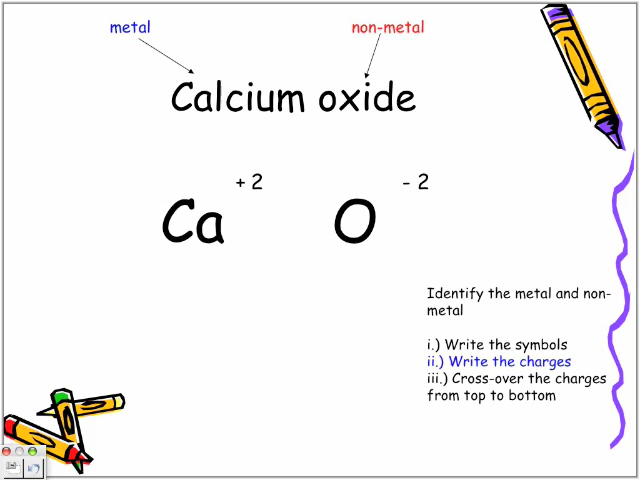 metal non-metal
Calcium oxide
+ 2 - 2
Ca O
Identify the metal and non-
metal
i.) Write the symbols
ii.) Write the charges
iii.) Cross-over the charges
from top to bottom